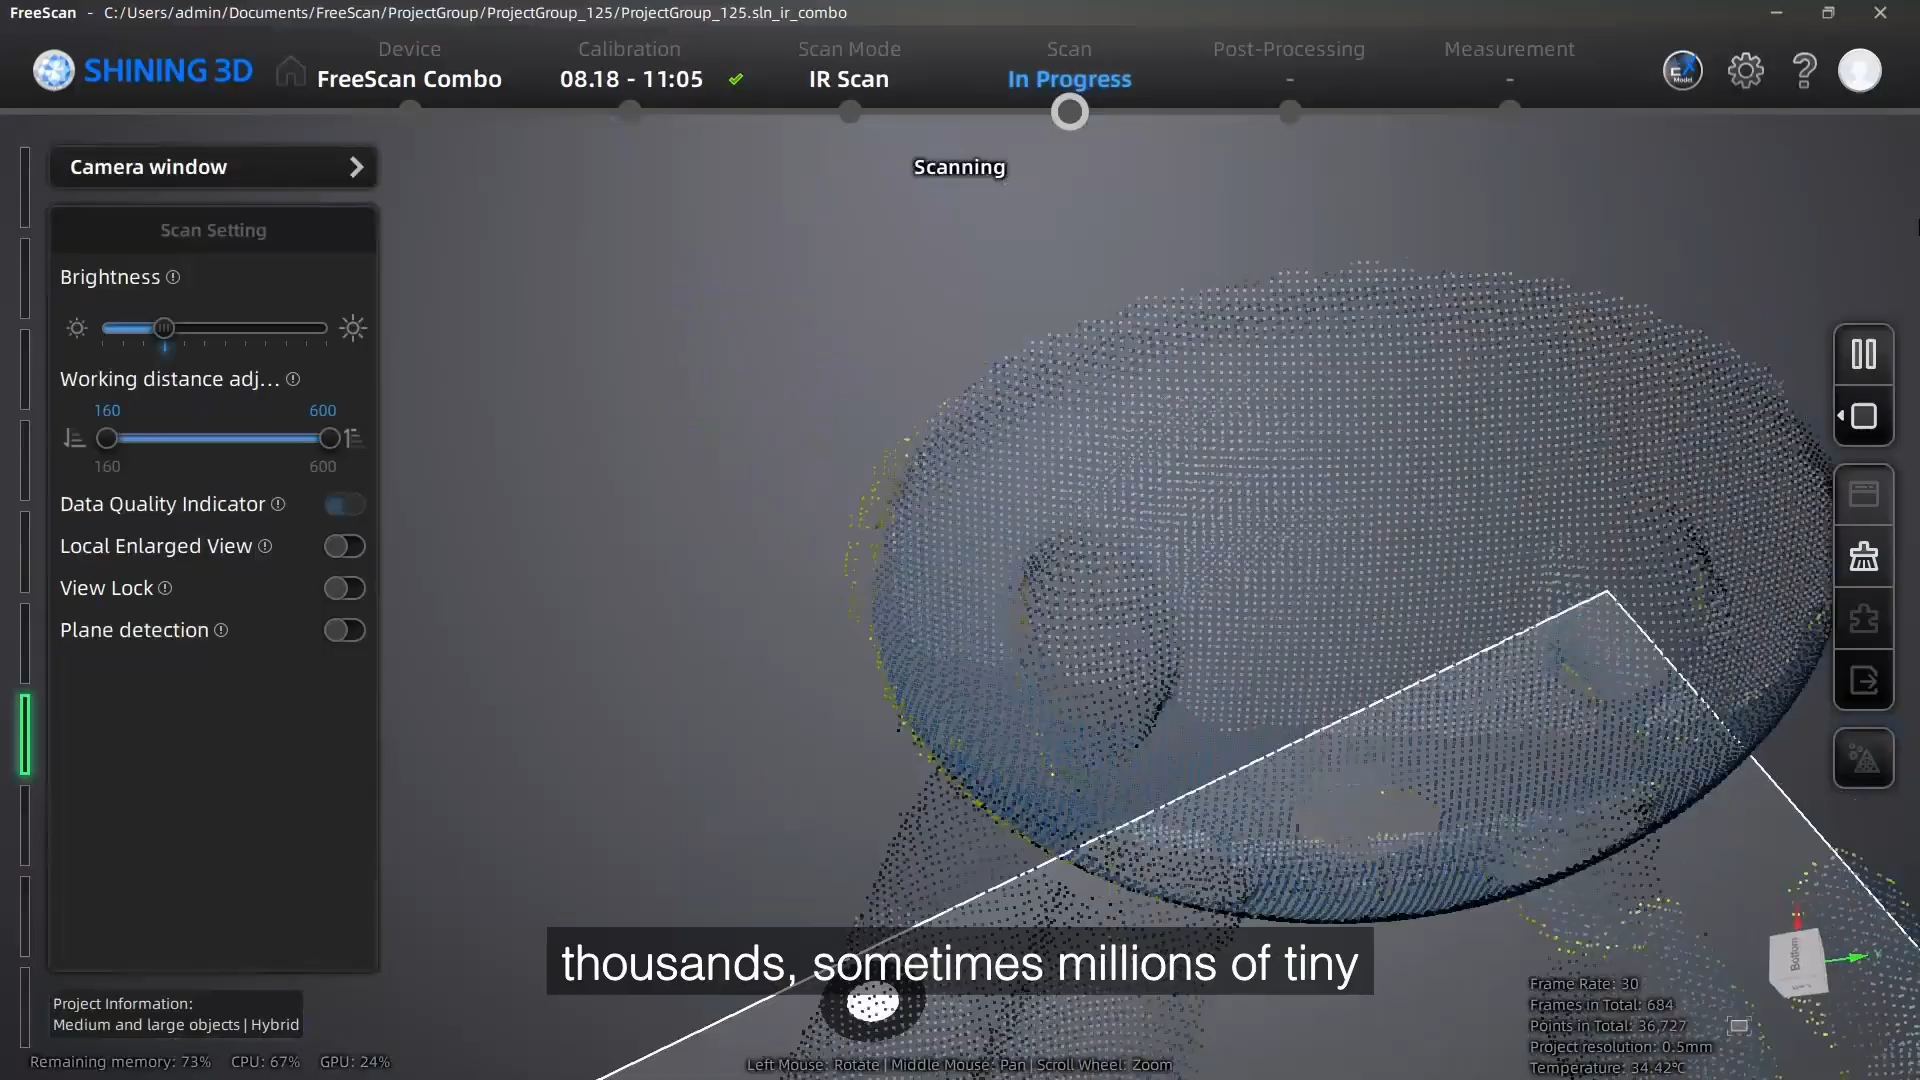 FreeScan - C:/Users/admin/Documents/FreeScan/ProjectGroup/ProjectGroup_125/ProjectGroup_125.sln_ir_combo
SHINING 3D
Device
FreeScan Combo
Calibration
08.18 - 11:05
Scan Mode
IR Scan
Scan
In Progress
Post-Processing
-
Measurement
-
EX Model
Camera window
Scanning
Scan Setting
Brightness
Working distance adj...
160 600
160 600
Data Quality Indicator
Local Enlarged View
View Lock
Plane detection
thousands, sometimes millions of tiny
Bottom
Project Information:
Medium and large objects | Hybrid
Frame Rate: 30
Frames in Total: 684
Points in Total: 36,727
Project resolution: 0.5mm
Temperature: 34.42℃
Remaining memory: 73% CPU: 67% GPU: 24%
Left Mouse: Rotate | Middle Mouse: Pan | Scroll Wheel: Zoom